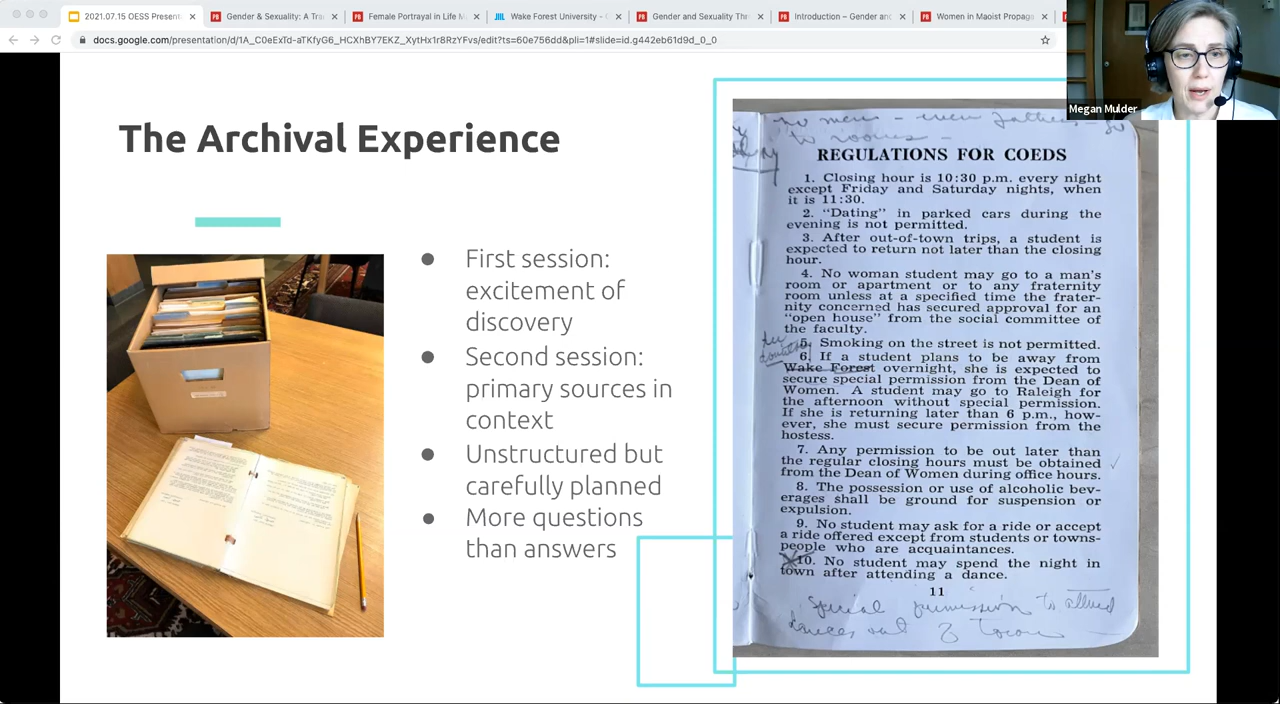 2021.07.15 OESS Present
Gender & Sexuality: A Tra
Female Portrayal in Life M
Wake Forest University -
Gender and Sexuality Thr
Introduction – Gender and
Women in Maoist Propaga
docs.google.com/presentation/d/1A_C0eExTd-aTKfyG6_HCXhBY7EKZ_XytHx1r8RzYFvs/edit?ts=60e756dd&pli=1#slide=id.g442eb61d9d_0_0
Megan Mulder
The Archival Experience
● First session:
excitement of
discovery
● Second session:
primary sources in
context
● Unstructured but
carefully planned
● More questions
than answers
no men
to rooms -
REGULATIONS FOR COEDS
1. Closing hour is 10:30 p.m. every night
except Friday and Saturday nights, when
it is 11:30.
2. "Dating" in parked cars during the
evening is not permitted.
3. After out-of-town trips, a student is
expected to return not later than the closing
hour.
4. No woman student may go to a man's
room or apartment or to any fraternity
room unless at a specified time the frater-
nity concerned has secured approval for an
"open house" from the social committee of
the faculty.
5. Smoking on the street is not permitted.
6. If a student plans to be away from
Wake Forest overnight, she is expected to
secure special permission from the Dean of
Women. A student may go to Raleigh for
the afternoon without special permission.
If she is returning later than 6 p.m., how-
ever, she must secure permission from the
hostess.
7. Any permission to be out later than
the regular closing hours must be obtained
from the Dean of Women during office hours.
8. The possession or use of alcoholic bev-
erages shall be ground for suspension or
expulsion.
9. No student may ask for a ride or accept
a ride offered except from students or towns-
people who are acquaintances.
10. No student may spend the night in
town after attending a dance.
11
Special permission to attend
dances out of town